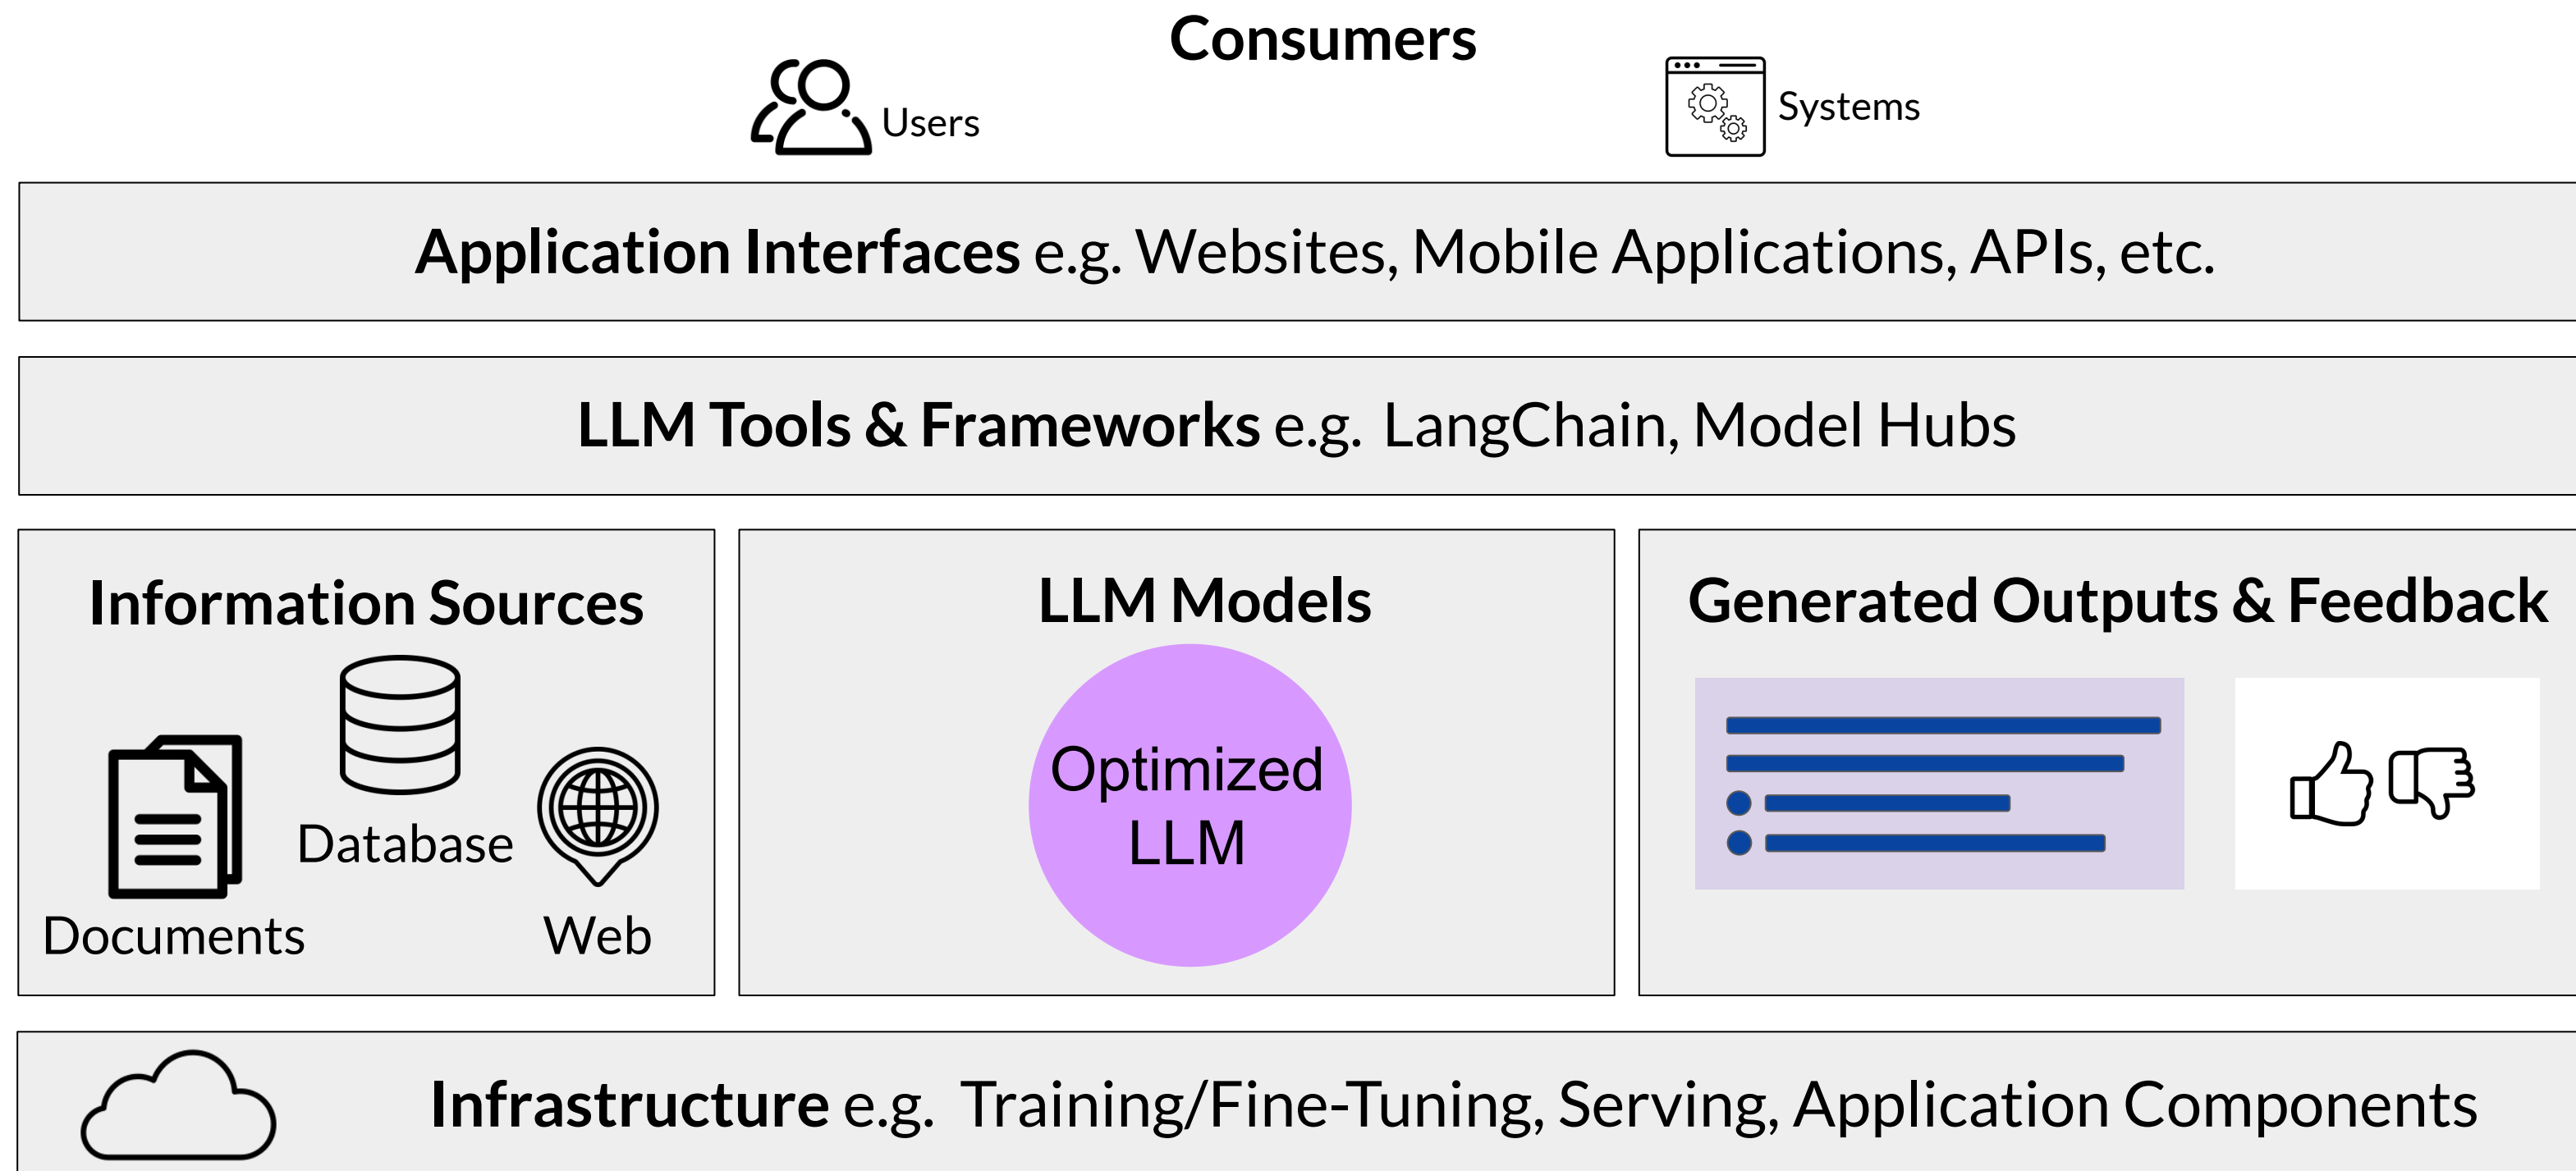 Consumers
Users
Systems
Application Interfaces e.g. Websites, Mobile Applications, APIs, etc.
LLM Tools & Frameworks e.g. LangChain, Model Hubs
Information Sources
Database
Documents
Web
LLM Models
Optimized
LLM
Generated Outputs & Feedback
Infrastructure e.g. Training/Fine-Tuning, Serving, Application Components